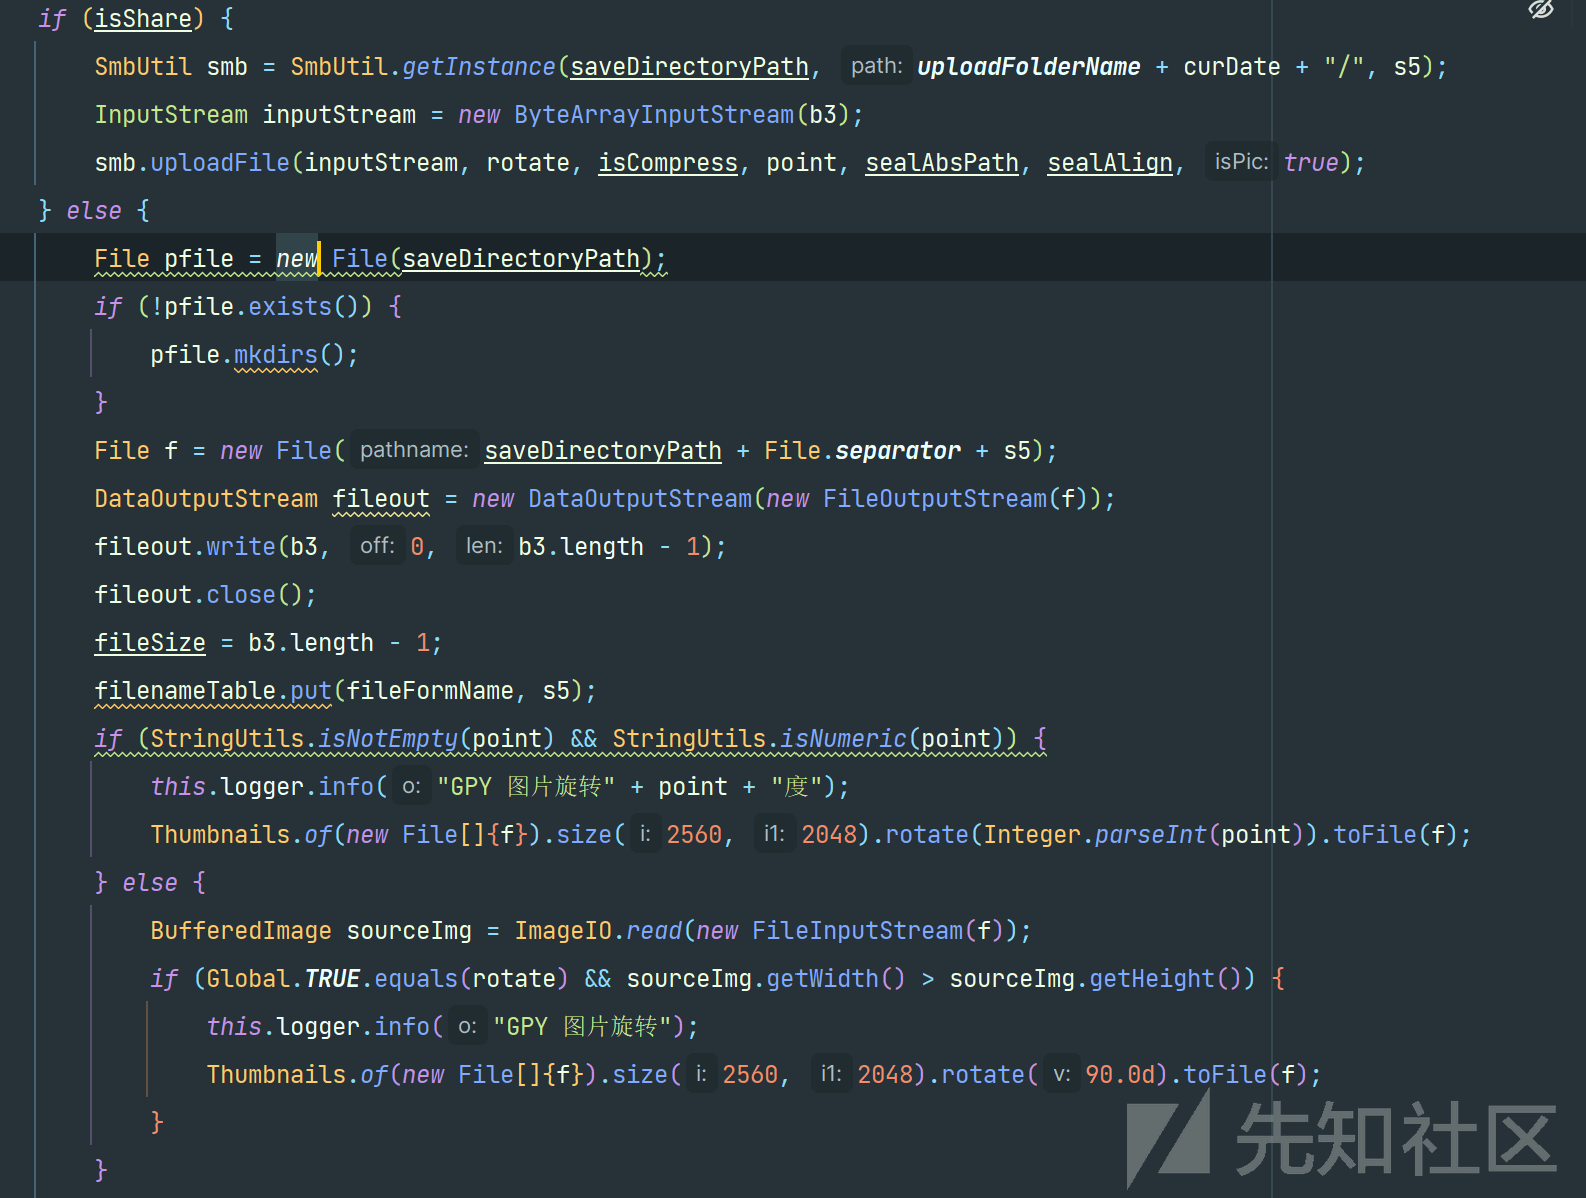 if (isShare) {
SmbUtil smb = SmbUtil.getInstance(saveDirectoryPath, path: uploadFolderName + curDate + "/", s5);
InputStream inputStream = new ByteArrayInputStream(b3);
smb.uploadFile(inputStream, rotate, isCompress, point, sealAbsPath, sealAlign, isPic: true);
} else {
File pfile = new File(saveDirectoryPath);
if (!pfile.exists()) {
pfile.mkdirs();
}
File f = new File( pathname: saveDirectoryPath + File.separator + s5);
DataOutputStream fileout = new DataOutputStream(new FileOutputStream(f));
fileout.write(b3, off: 0, len: b3.length - 1);
fileout.close();
fileSize = b3.length - 1;
filenameTable.put(fileFormName, s5);
if (StringUtils.isNotEmpty(point) && StringUtils.isNumeric(point)) {
this.logger.info( o: "GPY 图片旋转" + point + "度");
Thumbnails.of(new File[]{f}).size( i: 2560, i1: 2048).rotate(Integer.parseInt(point)).toFile(f);
} else {
BufferedImage sourceImg = ImageIO.read(new FileInputStream(f));
if (Global.TRUE.equals(rotate) && sourceImg.getWidth() > sourceImg.getHeight()) {
this.logger.info( o: "GPY 图片旋转");
Thumbnails.of(new File[]{f}).size( i: 2560, i1: 2048).rotate( v: 90.0d).toFile(f);
}
}
先知社区